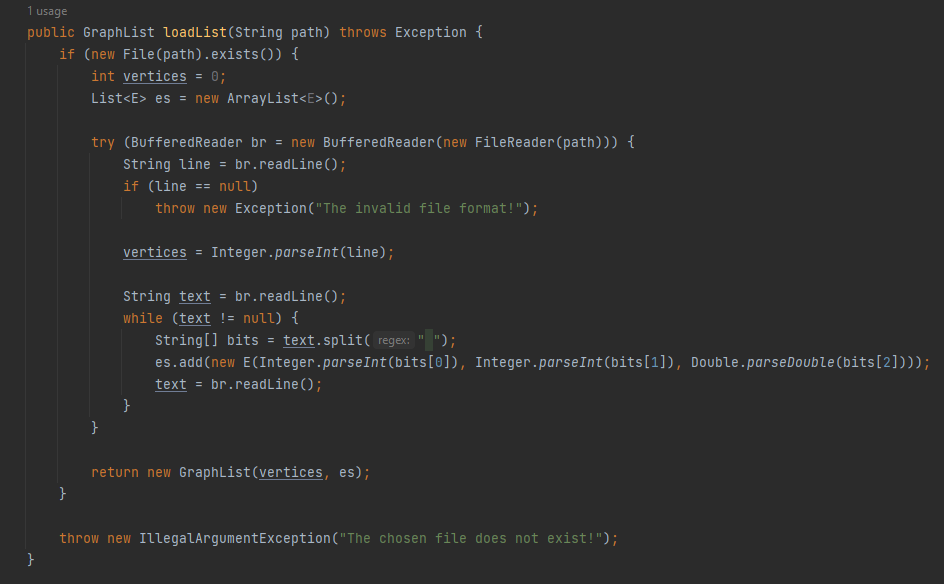 1 usage
public GraphList loadList(String path) throws Exception {
if (new File(path).exists()) {
int vertices = 0;
List<E> es = new ArrayList<E>();
try (BufferedReader br = new BufferedReader(new FileReader(path))) {
String line = br.readLine();
if (line == null)
throw new Exception("The invalid file format!");
vertices = Integer.parseInt(line);
String text = br.readLine();
while (text != null) {
String[] bits = text.split( regex: " ");
es.add(new E(Integer.parseInt(bits[0]), Integer.parseInt(bits[1]), Double.parseDouble(bits[2])));
text = br.readLine();
}
}
return new GraphList(vertices, es);
}
throw new IllegalArgumentException("The chosen file does not exist!");
}